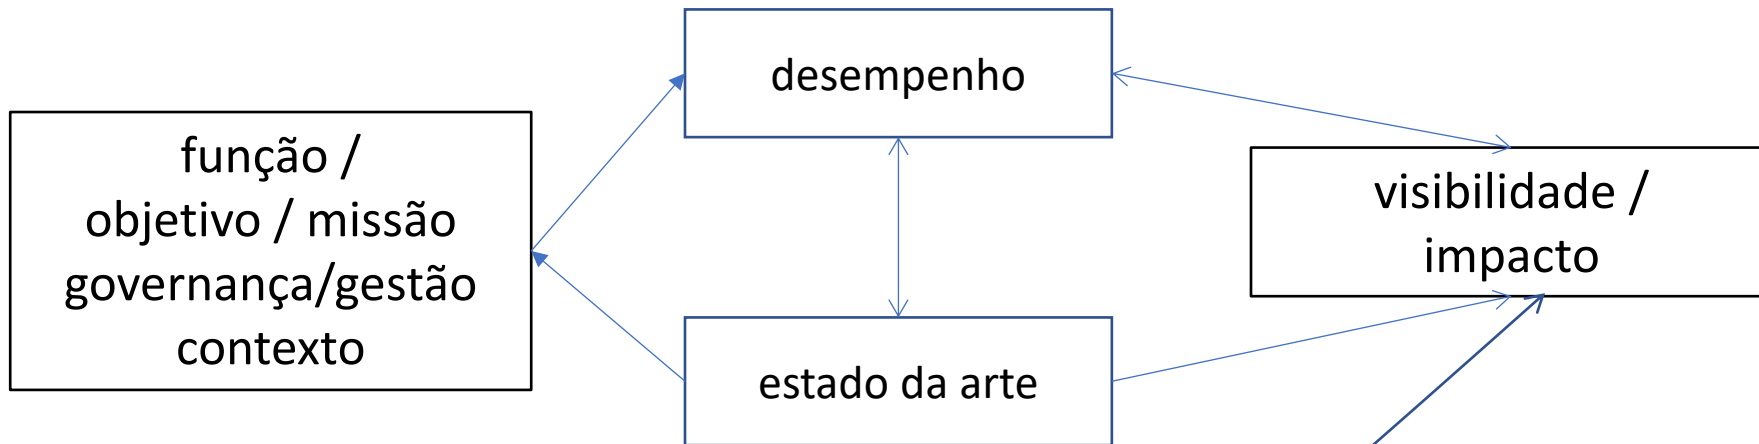 função /
objetivo / missão
governança/gestão
contexto
desempenho
estado da arte
visibilidade /
impacto